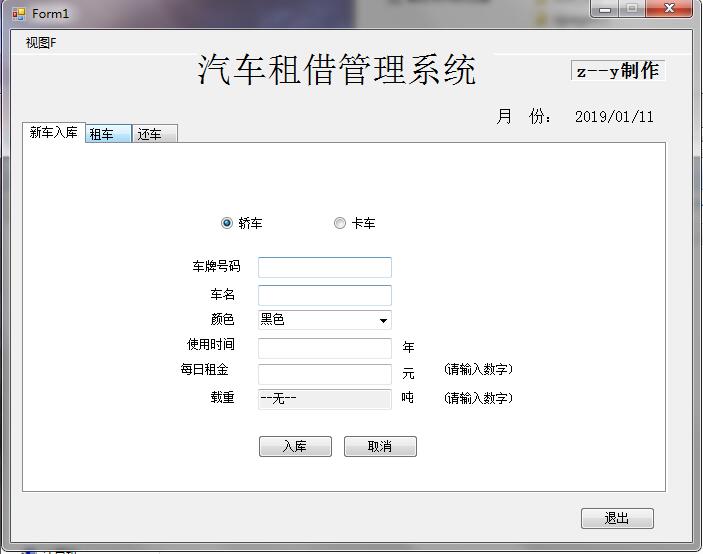 Form1
视图F
汽车租借管理系统
z--y制作
月 份： 2019/01/11
新车入库 租车 还车
轿车 卡车
车牌号码
车名
颜色 黑色
使用时间 年
每日租金 元 (请输入数字)
载重 --无-- 吨 (请输入数字)
入库 取消
退出